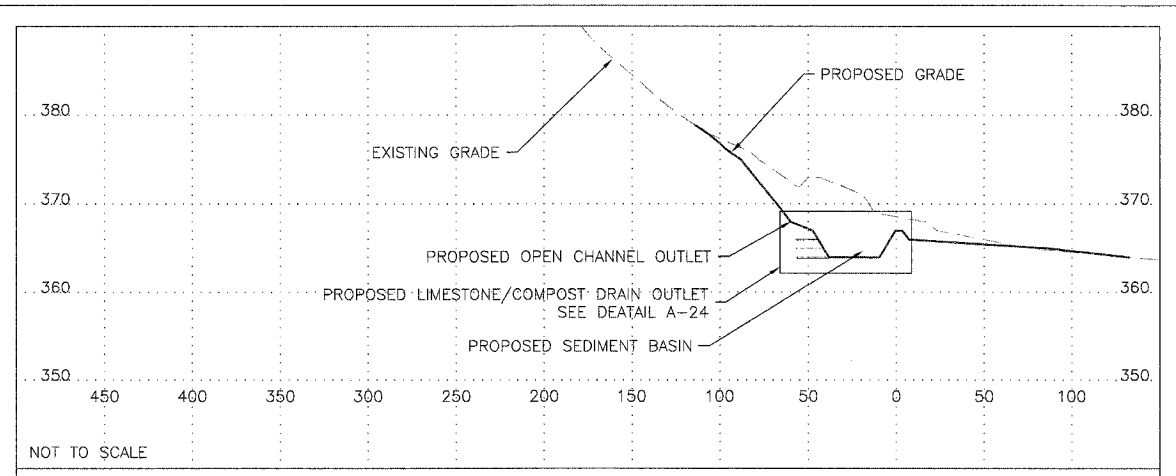 PROPOSED GRADE
380. 380.
EXISTING GRADE
370. 370.
PROPOSED OPEN CHANNEL OUTLET
360. PROPOSED LIMESTONE/COMPOST DRAIN OUTLET 360.
SEE DEATAIL A-24
PROPOSED SEDIMENT BASIN
350. 350.
450 400 350 300 250 200 150 100 50 0 50 100
NOT TO SCALE